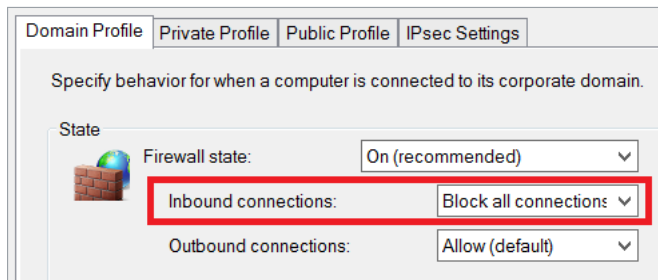 Domain Profile Private Profile Public Profile IPsec Settings
Specify behavior for when a computer is connected to its corporate domain.
State
Firewall state: On (recommended)
Inbound connections: Block all connections
Outbound connections: Allow (default)